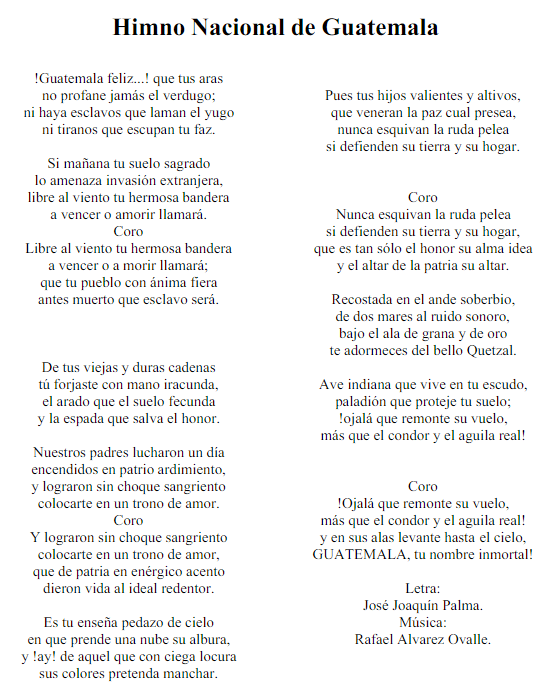 Himno Nacional de Guatemala
!Guatemala feliz...! que tus aras
no profane jamás el verdugo;
ni haya esclavos que laman el yugo
ni tiranos que escupan tu faz.
Si mañana tu suelo sagrado
lo amenaza invasión extranjera,
libre al viento tu hermosa bandera
a vencer o amorir llamará.
Coro
Libre al viento tu hermosa bandera
a vencer o a morir llamará;
que tu pueblo con ánima fiera
antes muerto que esclavo será.
De tus viejas y duras cadenas
tú forjaste con mano iracunda,
el arado que el suelo fecunda
y la espada que salva el honor.
Nuestros padres lucharon un día
encendidos en patrio ardimiento,
y lograron sin choque sangriento
colocarte en un trono de amor.
Coro
Y lograron sin choque sangriento
colocarte en un trono de amor,
que de patria en enérgico acento
dieron vida al ideal redentor.
Es tu enseña pedazo de cielo
en que prende una nube su albura,
y !ay! de aquel que con ciega locura
sus colores pretenda manchar.
Pues tus hijos valientes y altivos,
que veneran la paz cual presea,
nunca esquivan la ruda pelea
si defienden su tierra y su hogar.
Coro
Nunca esquivan la ruda pelea
si defienden su tierra y su hogar,
que es tan sólo el honor su alma idea
y el altar de la patria su altar.
Recostada en el ande soberbio,
de dos mares al ruido sonoro,
bajo el ala de grana y de oro
te adormeces del bello Quetzal.
Ave indiana que vive en tu escudo,
paladión que proteje tu suelo;
!ojalá que remonte su vuelo,
más que el condor y el aguila real!
Coro
!Ojalá que remonte su vuelo,
más que el condor y el aguila real!
y en sus alas levante hasta el cielo,
GUATEMALA, tu nombre inmortal!
Letra:
José Joaquín Palma.
Música:
Rafael Alvarez Ovalle.